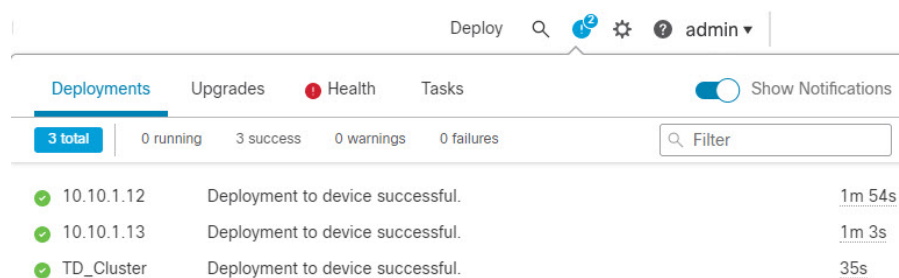 Deploy 2 ? admin
Deployments Upgrades ! Health Tasks Show Notifications
3 total 0 running 3 success 0 warnings 0 failures Filter
10.10.1.12 Deployment to device successful. 1m 54s
10.10.1.13 Deployment to device successful. 1m 3s
TD_Cluster Deployment to device successful. 35s